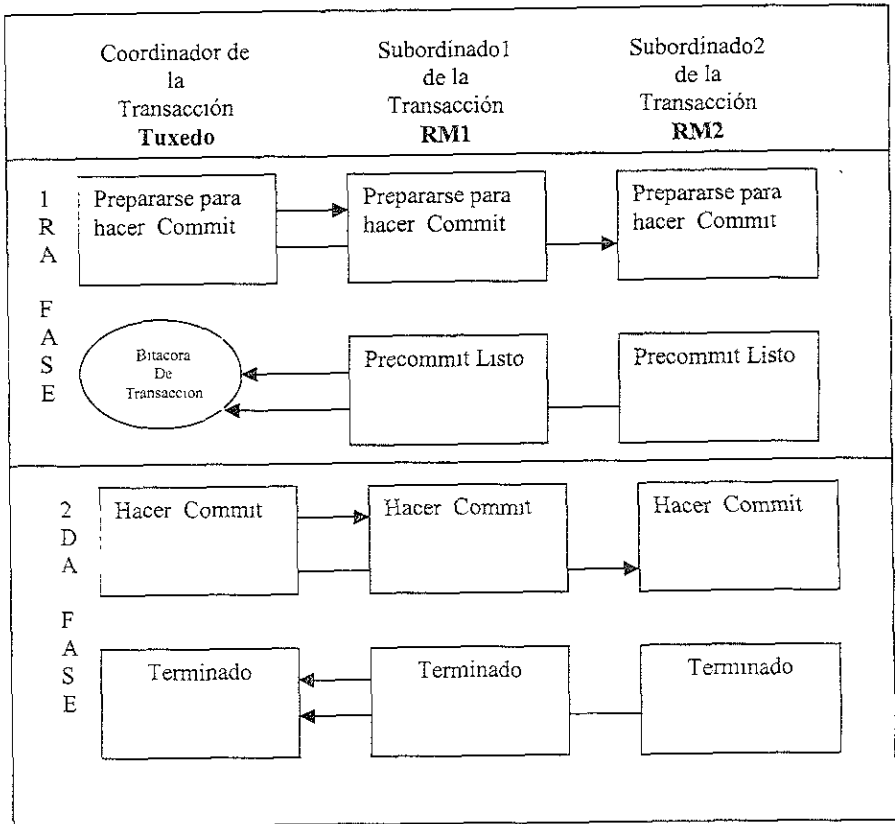 Coordinador de
la
Transacción
Tuxedo
Subordinado1
de la
Transacción
RM1
Subordinado2
de la
Transacción
RM2
1
R
A
F
A
S
E
Prepararse para
hacer Commit
Prepararse para
hacer Commit
Prepararse para
hacer Commit
Bitacora
De
Transaccion
Precommit Listo
Precommit Listo
2
D
A
F
A
S
E
Hacer Commit
Hacer Commit
Hacer Commit
Terminado
Terminado
Terminado